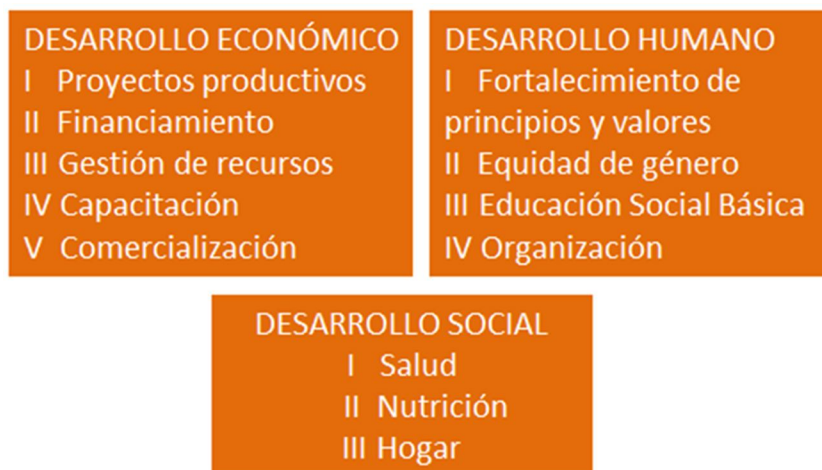 DESARROLLO ECONÓMICO
I Proyectos productivos
II Financiamiento
III Gestión de recursos
IV Capacitación
V Comercialización
DESARROLLO HUMANO
I Fortalecimiento de
principios y valores
II Equidad de género
III Educación Social Básica
IV Organización
DESARROLLO SOCIAL
I Salud
II Nutrición
III Hogar